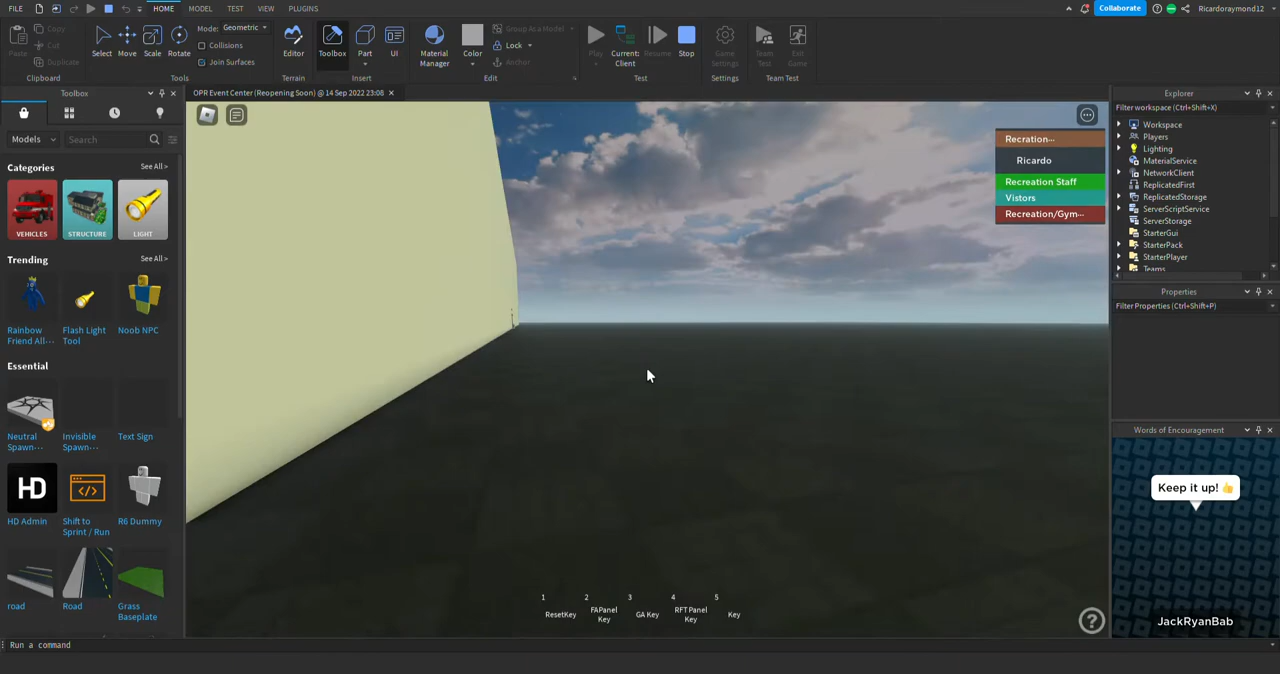 FILE
HOME
MODEL
TEST
VIEW
PLUGINS
Collaborate
Ricardoraymond12
Paste
Copy
Cut
Duplicate
Clipboard
Select
Move
Scale
Rotate
Mode: Geometric
Collisions
Join Surfaces
Tools
Editor
Terrain
Toolbox
Part
UI
Insert
Material
Manager
Color
Group As a Model
Lock
Anchor
Edit
Play
Current:
Client
Resume
Stop
Test
Game
Settings
Settings
Team
Test
Exit
Game
Team Test
Toolbox
Models
Search
Categories
See All >
VEHICLES
STRUCTURE
LIGHT
Trending
See All >
Rainbow
Friend All···
Flash Light
Tool
Noob NPC
Essential
Neutral
Spawn···
Invisible
Spawn···
Text Sign
HD
HD Admin
Shift to
Sprint / Run
R6 Dummy
road
Road
Grass
Baseplate
OPR Event Center (Reopening Soon) @ 14 Sep 2022 23:08
Recration···
Ricardo
Recreation Staff
Vistors
Recreation/Gym···
1
ResetKey
2
FAPanel
Key
3
GA Key
4
RFT Panel
Key
5
Key
?
Explorer
Filter workspace (Ctrl+Shift+X)
Workspace
Players
Lighting
MaterialService
NetworkClient
ReplicatedFirst
ReplicatedStorage
ServerScriptService
ServerStorage
StarterGui
StarterPack
StarterPlayer
Teams
Properties
Filter Properties (Ctrl+Shift+P)
Words of Encouragement
Keep it up! 👍
JackRyanBab
Run a command